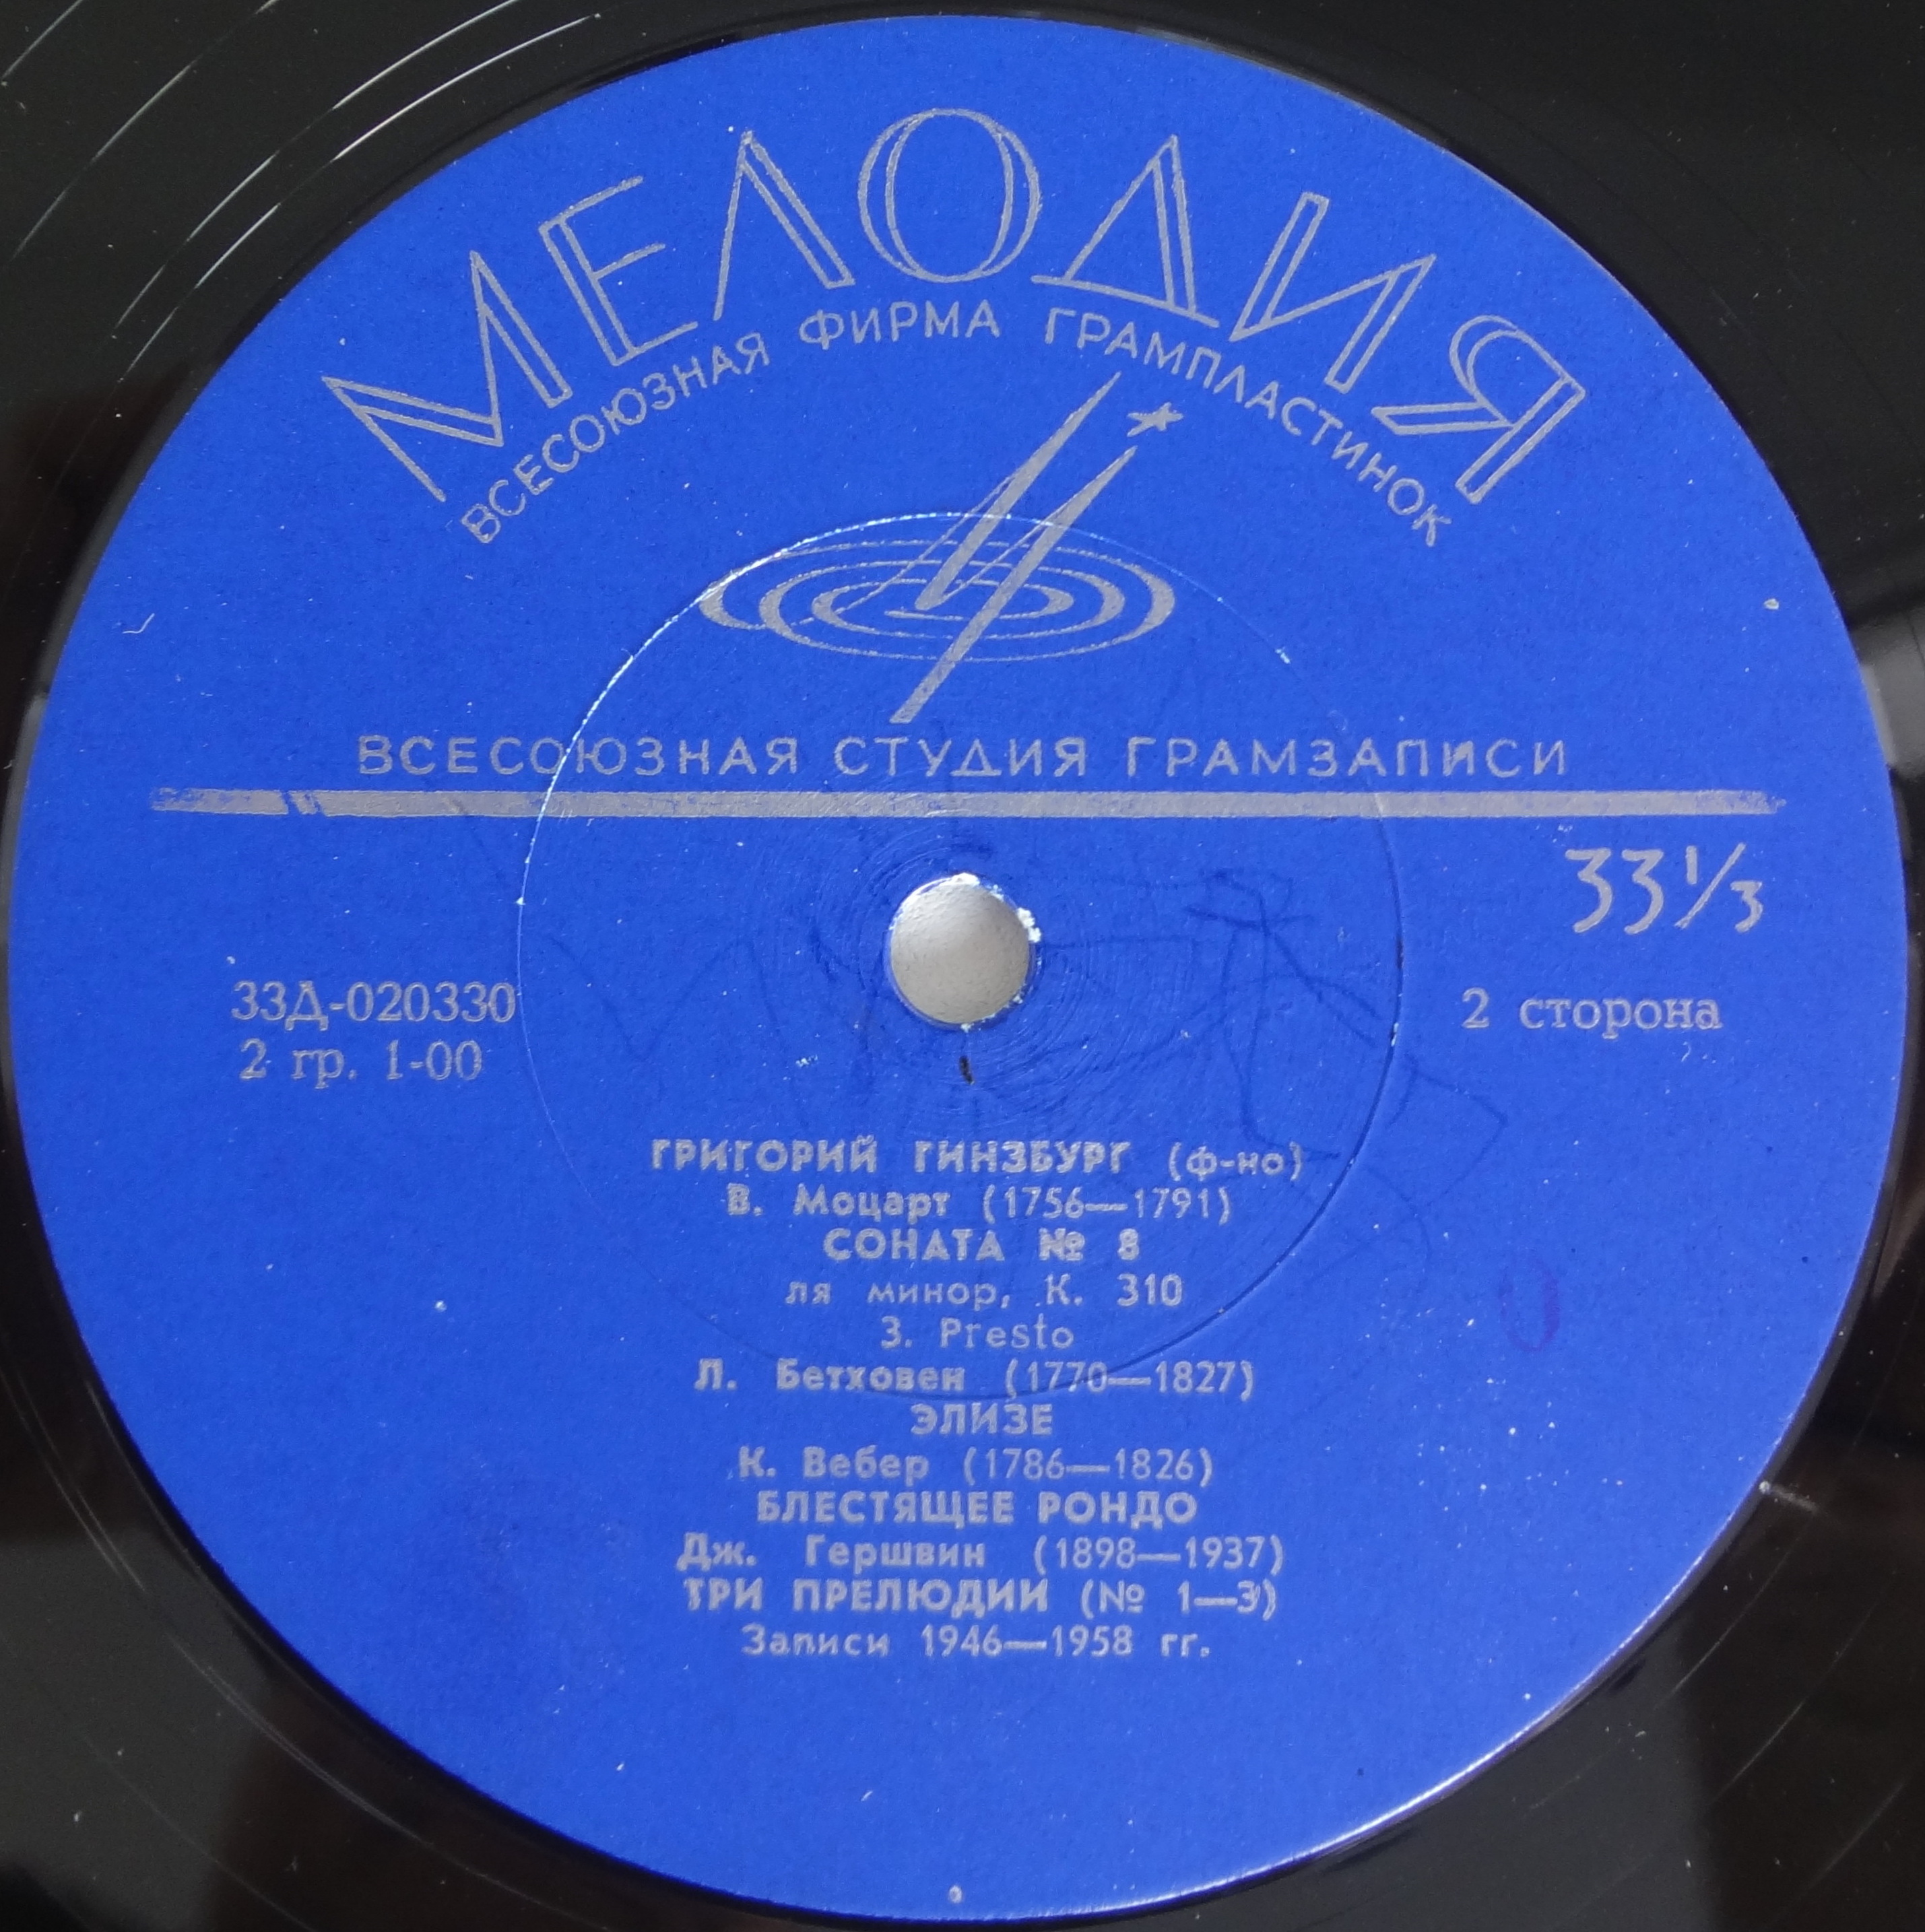 МЕЛОДИЯ
ВСЕСОЮЗНАЯ ФИРМА ГРАМПЛАСТИНОК
ВСЕСОЮЗНАЯ СТУДИЯ ГРАМЗАПИСИ
33 1/3
33Д-020330
2 сторона
2 гр. 1-00
ГРИГОРИЙ ГИНЗБУРГ (ф-но)
В. Моцарт (1756—1791)
СОНАТА № 8
ля минор, К. 310
3. Presto
Л. Бетховен (1770—1827)
ЭЛИЗЕ
К. Вебер (1786—1826)
БЛЕСТЯЩЕЕ РОНДО
Дж. Гершвин (1898—1937)
ТРИ ПРЕЛЮДИИ (№ 1—3)
Записи 1946—1958 гг.